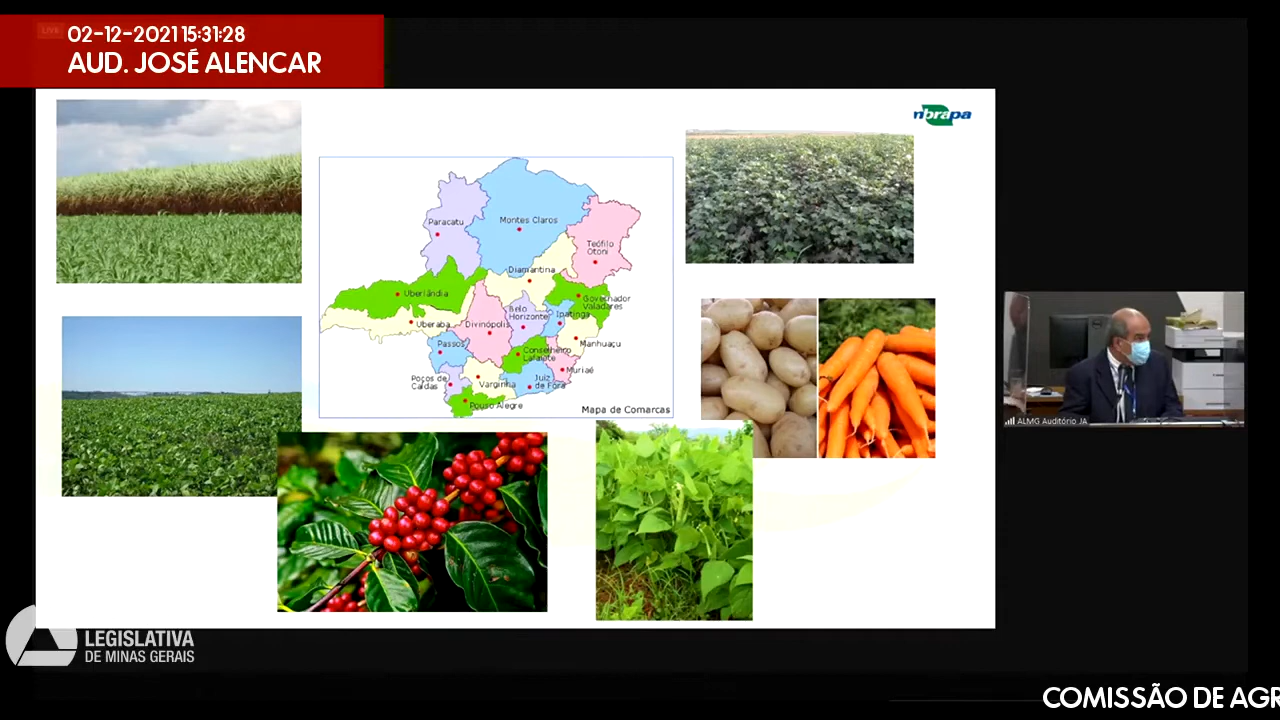 LIVE
02-12-2021 15:31:28
AUD. JOSÉ ALENCAR
nbrapa
Paracatu
Montes Claros
Teófilo
Otoni
Diamantina
Uberlândia
Governador
Valadares
Belo
Horizonte
Ipatinga
Uberaba
Divinópolis
Passos
Conselheiro
Lafaiete
Manhuaçu
Muriaé
Poços de
Caldas
Varginha
Juiz
de Fora
Pouso Alegre
Mapa de Comarcas
ALMG Auditório JA
LEGISLATIVA
DE MINAS GERAIS
COMISSÃO DE AGR